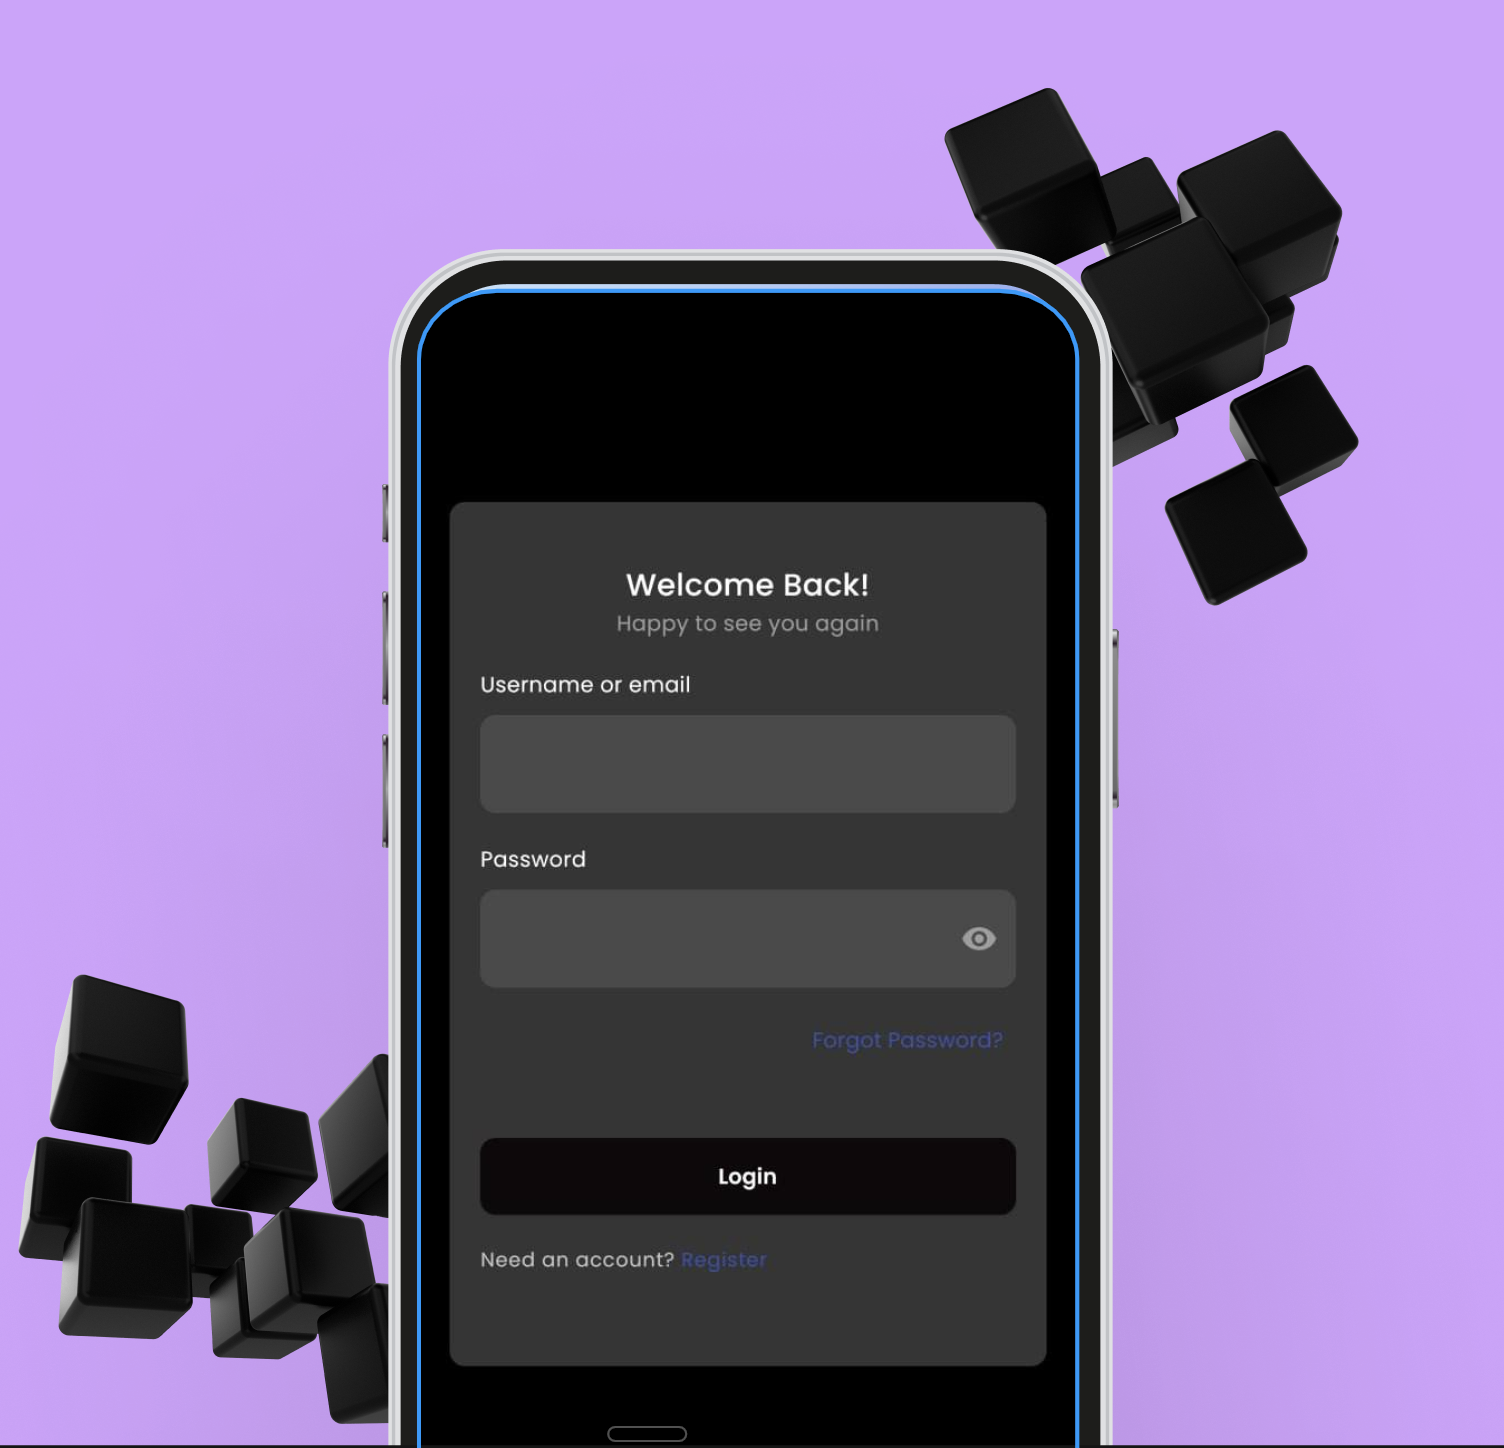 Welcome Back!
Happy to see you again
Username or email
Password
Forgot Password?
Login
Need an account? Register